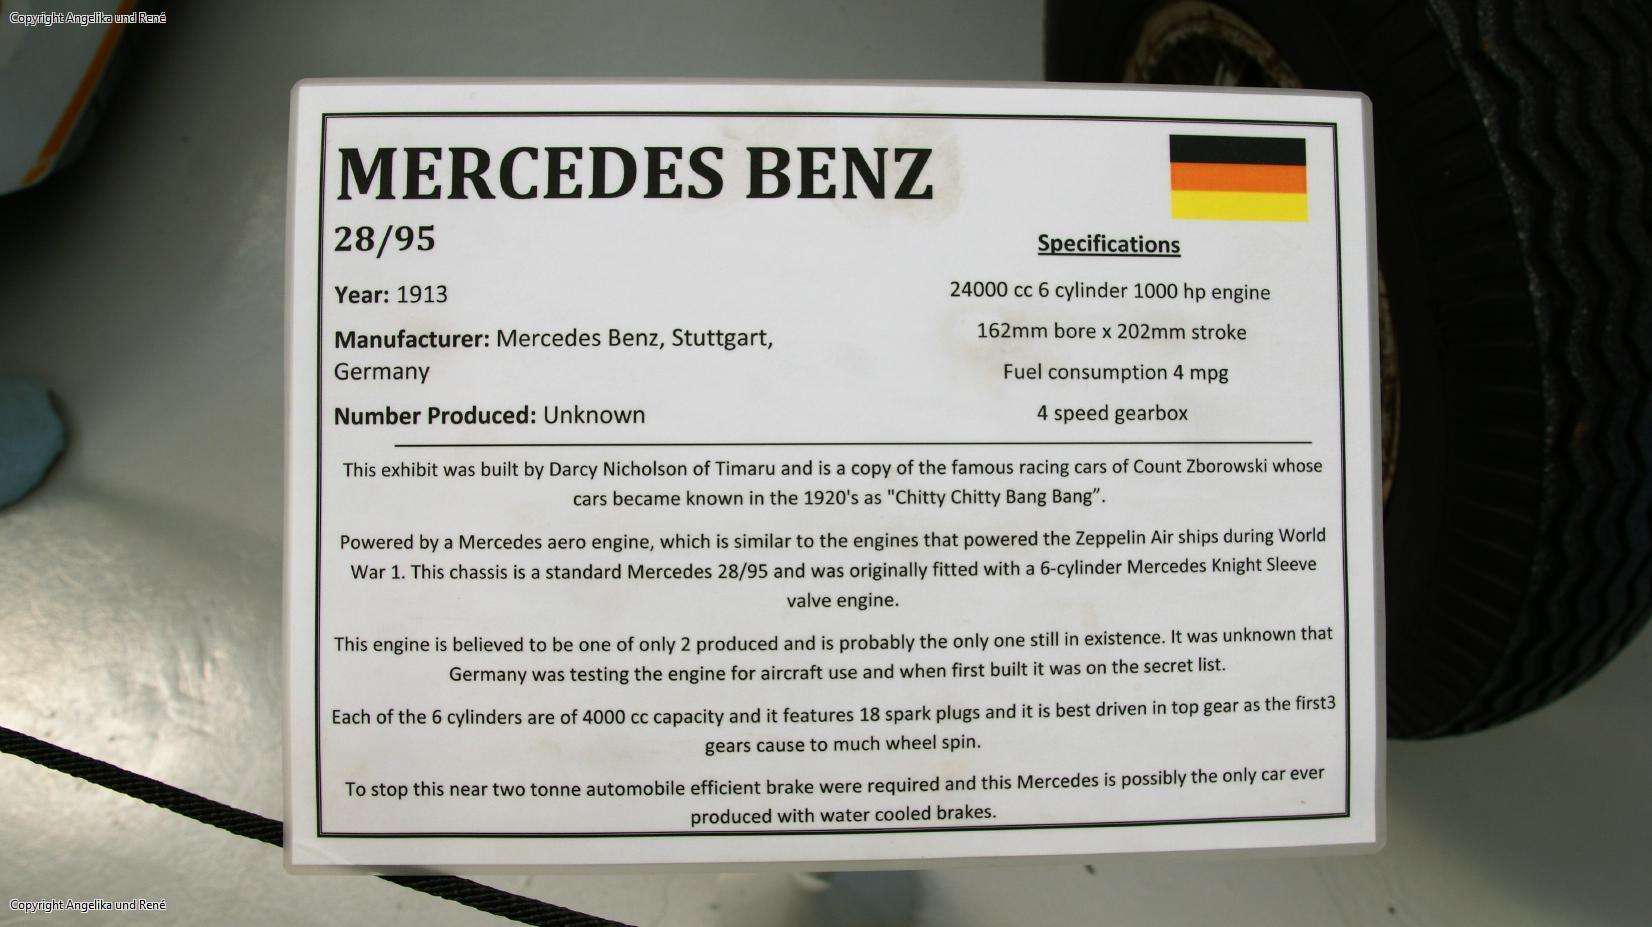 Copyright Angelika und René
MERCEDES BENZ
28/95
Year: 1913
Manufacturer: Mercedes Benz, Stuttgart,
Germany
Number Produced: Unknown
Specifications
24000 cc 6 cylinder 1000 hp engine
162mm bore x 202mm stroke
Fuel consumption 4 mpg
4 speed gearbox
This exhibit was built by Darcy Nicholson of Timaru and is a copy of the famous racing cars of Count Zborowski whose
cars became known in the 1920's as "Chitty Chitty Bang Bang”.
Powered by a Mercedes aero engine, which is similar to the engines that powered the Zeppelin Air ships during World
War 1. This chassis is a standard Mercedes 28/95 and was originally fitted with a 6-cylinder Mercedes Knight Sleeve
valve engine.
This engine is believed to be one of only 2 produced and is probably the only one still in existence. It was unknown that
Germany was testing the engine for aircraft use and when first built it was on the secret list.
Each of the 6 cylinders are of 4000 cc capacity and it features 18 spark plugs and it is best driven in top gear as the first3
gears cause to much wheel spin.
To stop this near two tonne automobile efficient brake were required and this Mercedes is possibly the only car ever
produced with water cooled brakes.
Copyright Angelika und René